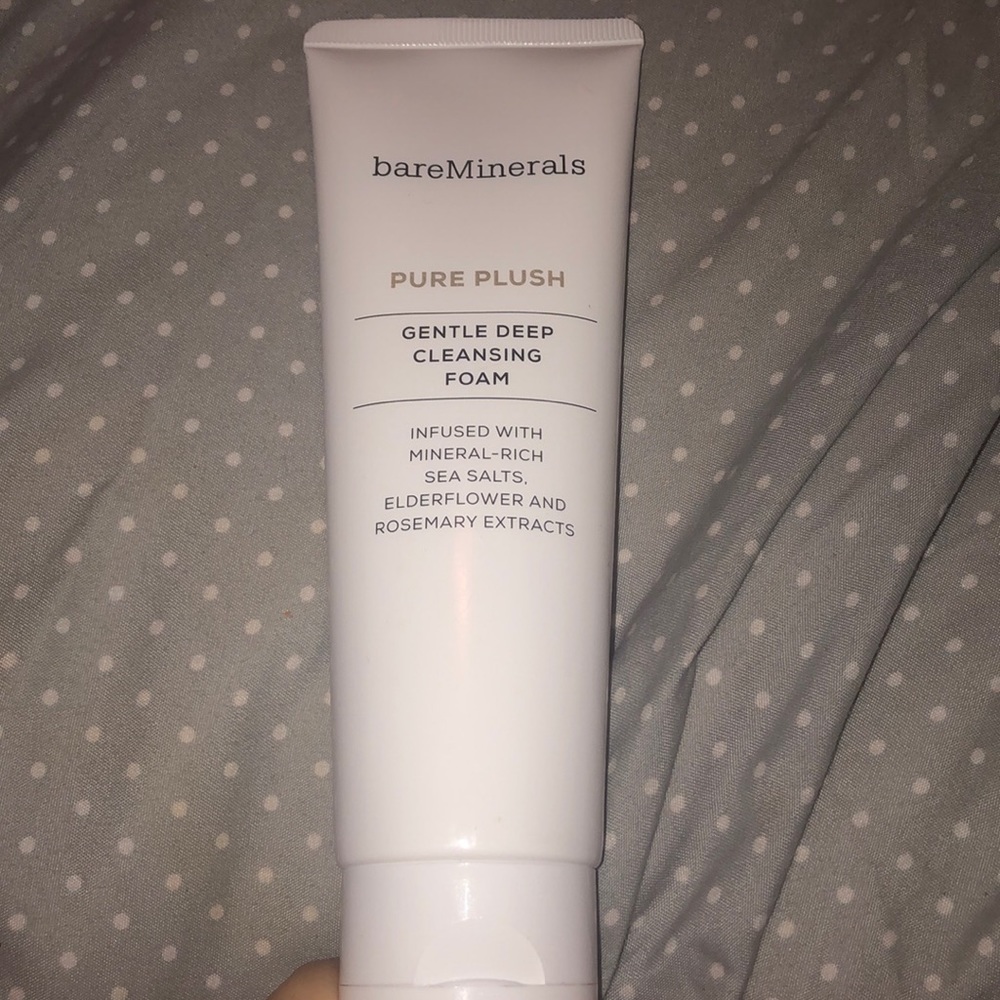 bareMinerals
PURE PLUSH
GENTLE DEEP
CLEANSING
FOAM
INFUSED WITH
MINERAL-RICH
SEA SALTS,
ELDERFLOWER AND
ROSEMARY EXTRACTS